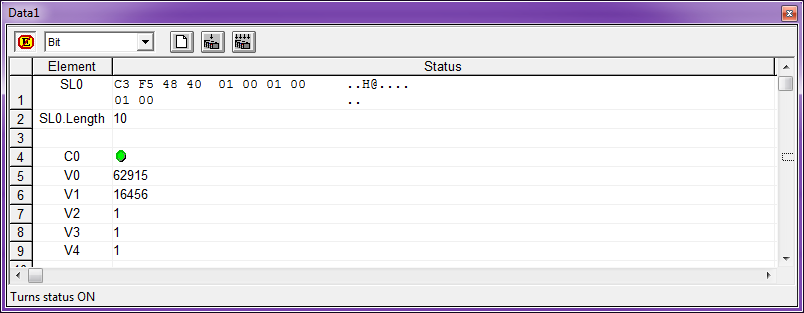 Data1
E Bit
Element Status
1 SL0 C3 F5 48 40 01 00 01 00 ..H@....
01 00 ..
2 SL0.Length 10
3
4 C0
5 V0 62915
6 V1 16456
7 V2 1
8 V3 1
9 V4 1
Turns status ON